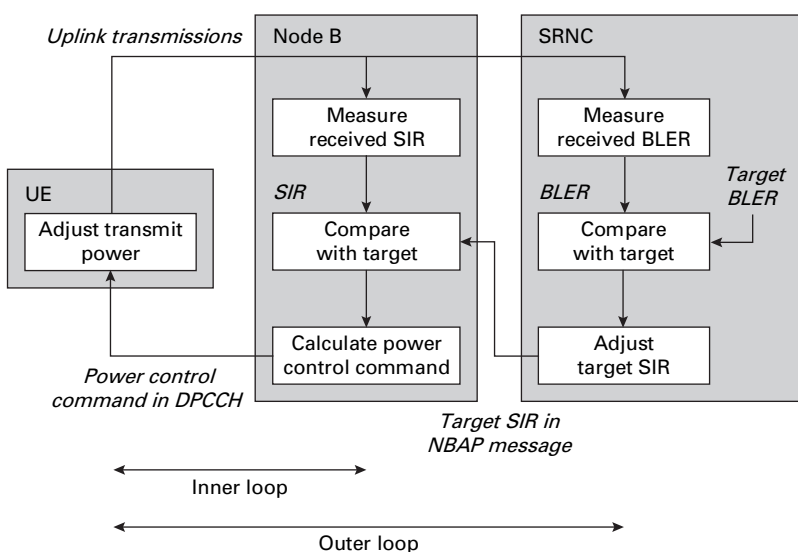 Uplink transmissions
Node B
SRNC
Measure
received SIR
Measure
received BLER
UE
SIR
BLER
Target
BLER
Adjust transmit
power
Compare
with target
Compare
with target
Calculate power
control command
Adjust
target SIR
Power control
command in DPCCH
Target SIR in
NBAP message
Inner loop
Outer loop